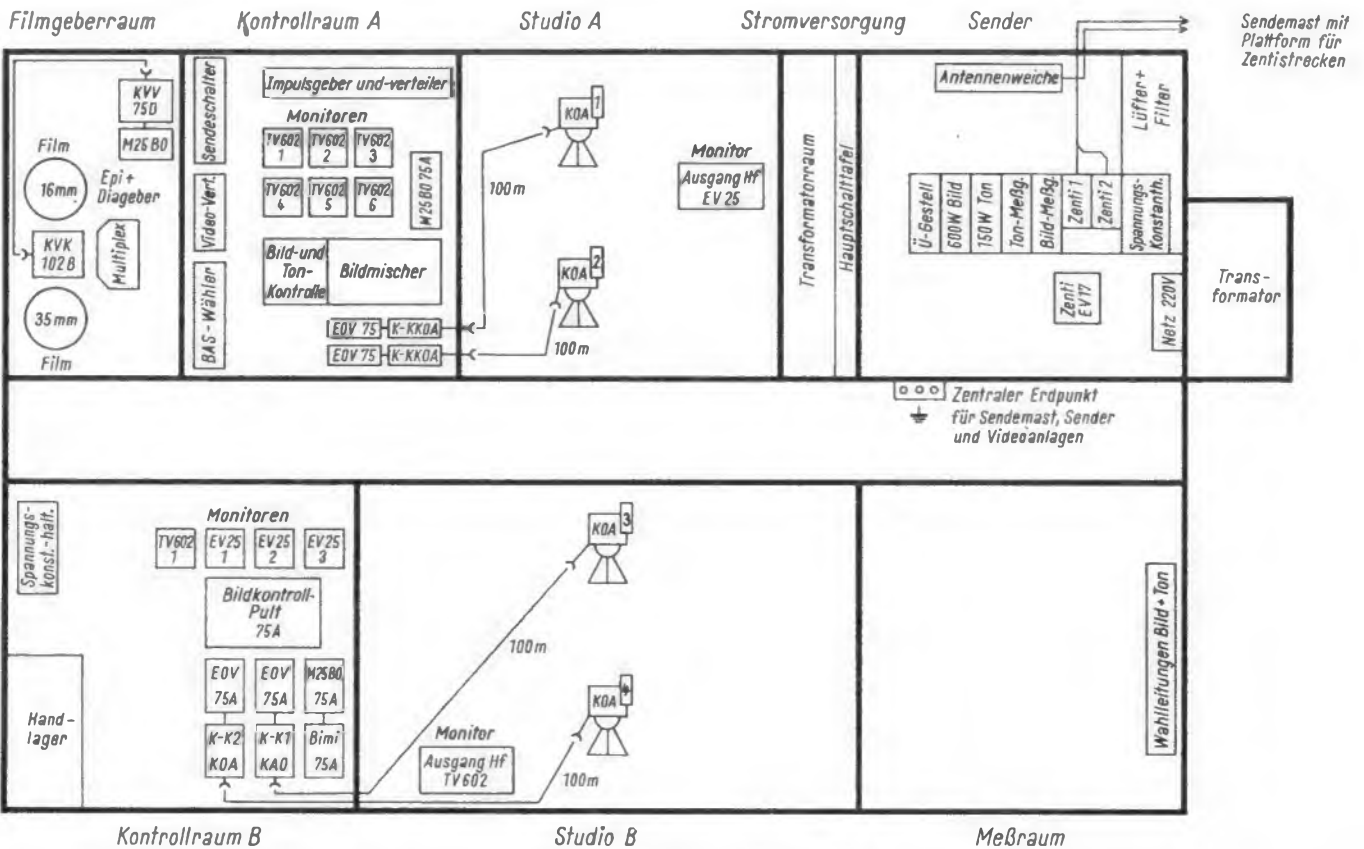 Filmgeberraum
Kontrollraum A
Studio A
Stromversorgung
Sender
Sendemast mit
Plattform für
Zentistrecken
KVV
75D
M25B0
Film
16mm
Epi+
Diageber
KVK
102B
Multiplex
35mm
Film
Sendeschalter
Video-Vert.
BAS-Wähler
Impulsgeber und-verteiler
Monitoren
TV602
1
TV602
2
TV602
3
TV602
4
TV602
5
TV602
6
M25B0 75A
Bild-und
Ton-
Kontrolle
Bildmischer
EOV 75
K-KKOA
EOV 75
K-KKOA
100m
100m
KOA
1
KOA
2
Monitor
Ausgang Hf
EV 25
Transformatorraum
Hauptschalttafel
Antennenweiche
Lüfter+
Filter
Ü-Gestell
600W Bild
150W Ton
Ton-Meßg.
Bild-Meßg.
Zenti 1
Zenti 2
Spannungs-
Konstanth.
Zenti
EV17
Netz 220V
Trans-
formator
Zentraler Erdpunkt
für Sendemast, Sender
und Videoanlagen
Spannungs-
konst.-halt.
Monitoren
TV602
1
EV25
1
EV25
2
EV25
3
Bildkontroll-
Pult
75A
EOV
75A
EOV
75A
M25B0
75A
K-K2
KOA
K-K1
KAO
Bimi
75A
Hand-
lager
KOA
3
100m
KOA
4
100m
Monitor
Ausgang Hf
TV602
Wahlleitungen Bild+Ton
Kontrollraum B
Studio B
Meßraum